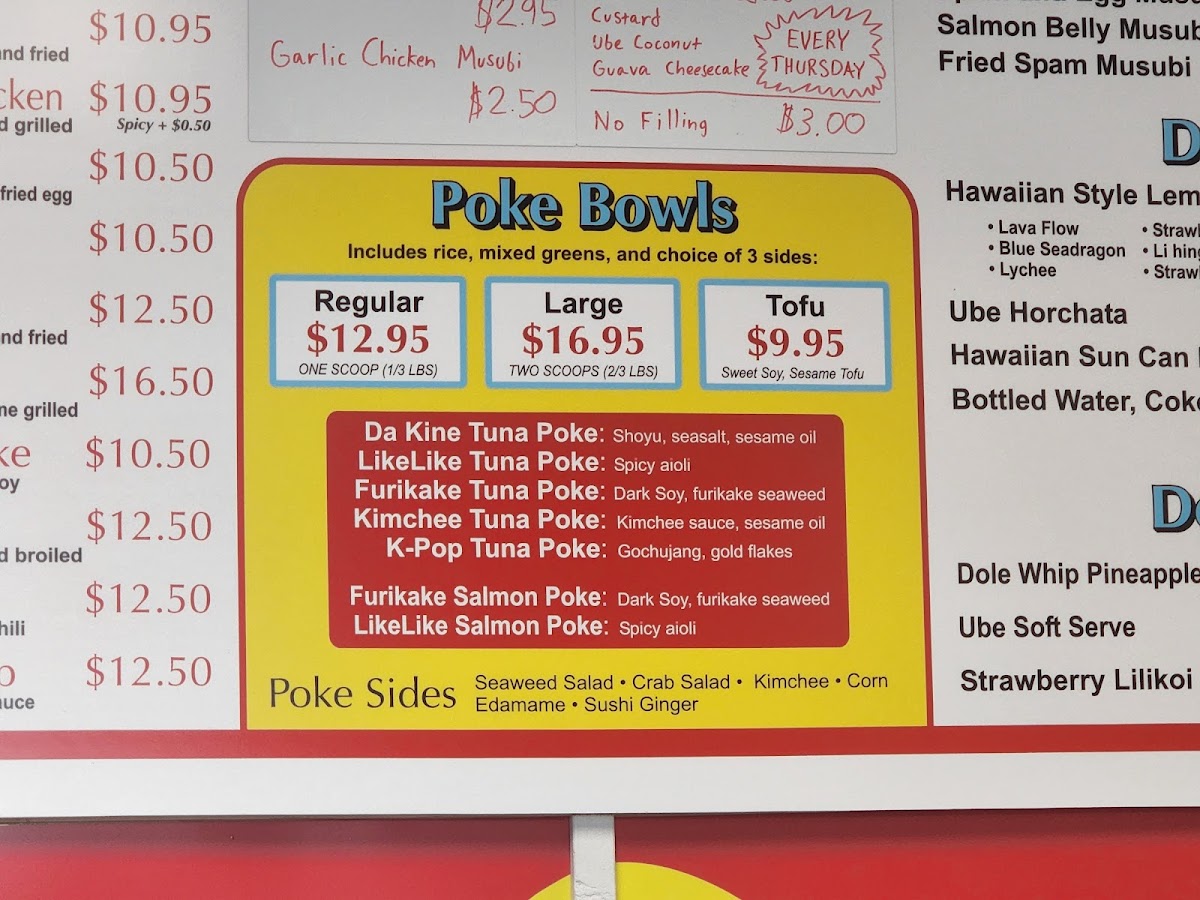 $10.95
and fried
$10.95
d grilled
Spicy + $0.50
$10.50
fried egg
$10.50
$12.50
and fried
$16.50
grilled
$10.50
$12.50
d broiled
$12.50
$12.50
$2.95
Garlic Chicken Musubi
$2.50
Custard
Ube Coconut
Guava Cheesecake
EVERY
THURSDAY
No Filling $3.00
Poke Bowls
Includes rice, mixed greens, and choice of 3 sides:
Regular
$12.95
ONE SCOOP (1/3 LBS)
Large
$16.95
TWO SCOOPS (2/3 LBS)
Tofu
$9.95
Sweet Soy, Sesame Tofu
Da Kine Tuna Poke: Shoyu, seasalt, sesame oil
LikeLike Tuna Poke: Spicy aioli
Furikake Tuna Poke: Dark Soy, furikake seaweed
Kimchee Tuna Poke: Kimchee sauce, sesame oil
K-Pop Tuna Poke: Gochujang, gold flakes
Furikake Salmon Poke: Dark Soy, furikake seaweed
LikeLike Salmon Poke: Spicy aioli
Poke Sides
Seaweed Salad • Crab Salad • Kimchee • Corn
Edamame • Sushi Ginger
Salmon Belly Musub
Fried Spam Musubi
D
Hawaiian Style Lem
• Lava Flow • Straw
• Blue Seadragon • Li hing
• Lychee • Straw
Ube Horchata
Hawaiian Sun Can
Bottled Water, Coke
Do
Dole Whip Pineapple
Ube Soft Serve
Strawberry Lilikoi